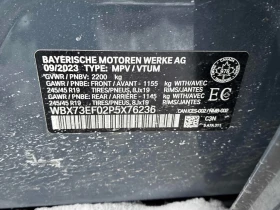 BAYERISCHE MOTOREN WERKE AG
09/2023 TYPE: MPV / VTUM
*GVWR / PNBV: 2200 kg
GAWR / PNBE: FRONT / AVANT* 1155 kg WITH/AVEC
245/45 R19 TIRES/PNEUS, 8Jx19 RIMS/JANTES
GAWR / PNBE: REAR / ARRIÈRE* 1145 kg WITH/AVEC
245/45 R19 TIRES/PNEUS, 8Jx19 RIMS/JANTES
WBX73EF02P5X76236
C3N
EC